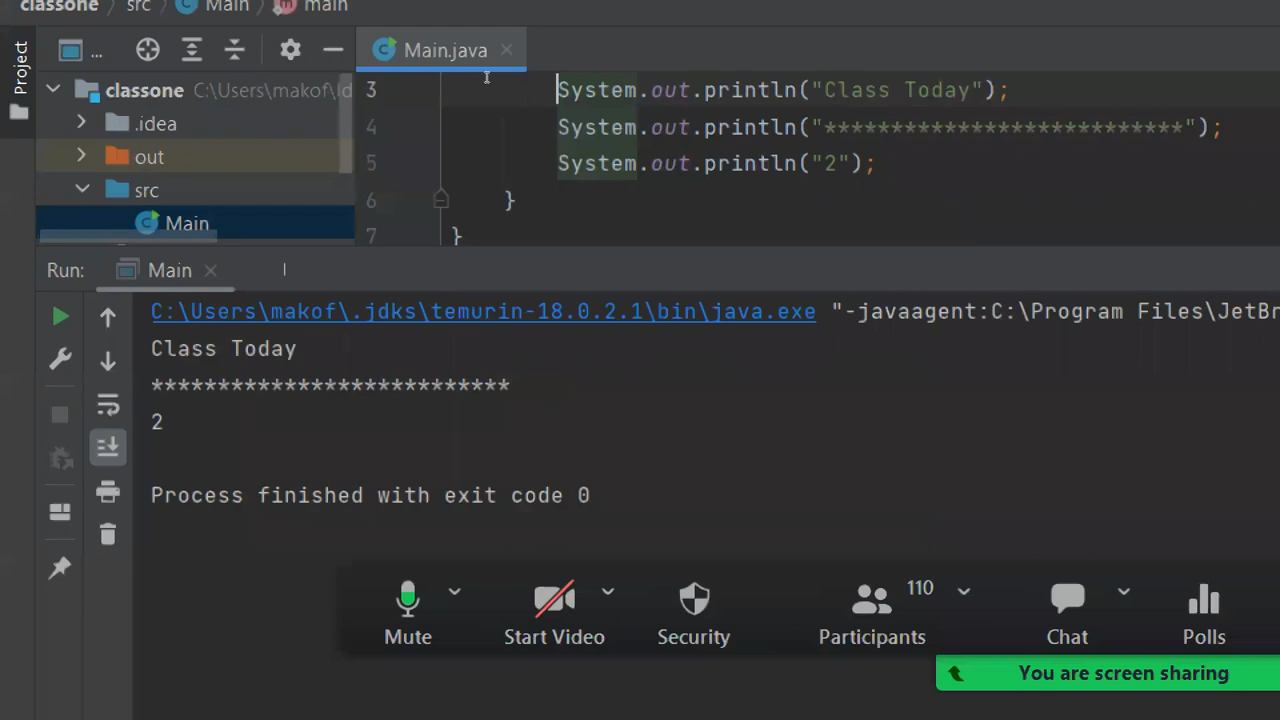 classone › src › Main › main
Project
...
Main.java
classone C:\Users\makof\Id
.idea
out
src
Main
3 System.out.println("Class Today");
4 System.out.println("***************************");
5 System.out.println("2");
6 }
7 }
Run: Main
C:\Users\makof\.jdks\temurin-18.0.2.1\bin\java.exe "-javaagent:C:\Program Files\JetBr
Class Today
***************************
2
Process finished with exit code 0
Mute
Start Video
Security
Participants 110
Chat
Polls
You are screen sharing